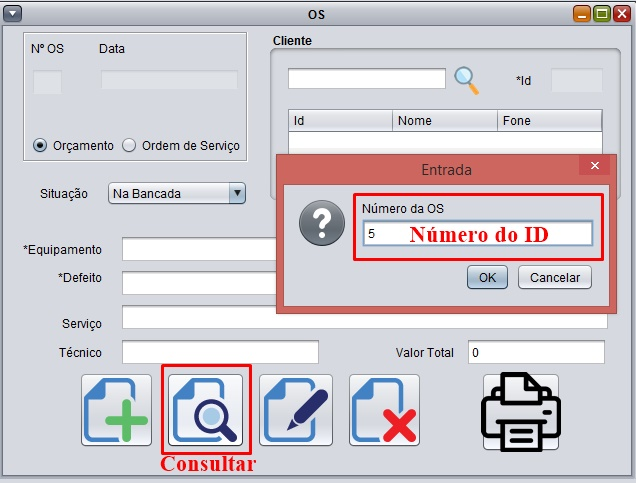 OS
Nº OS
Data
Cliente
*Id
Id
Nome
Fone
Orçamento
Ordem de Serviço
Entrada
Situação
Na Bancada
Número da OS
5
Número do ID
OK
Cancelar
*Equipamento
*Defeito
Serviço
Técnico
Valor Total
0
Consultar